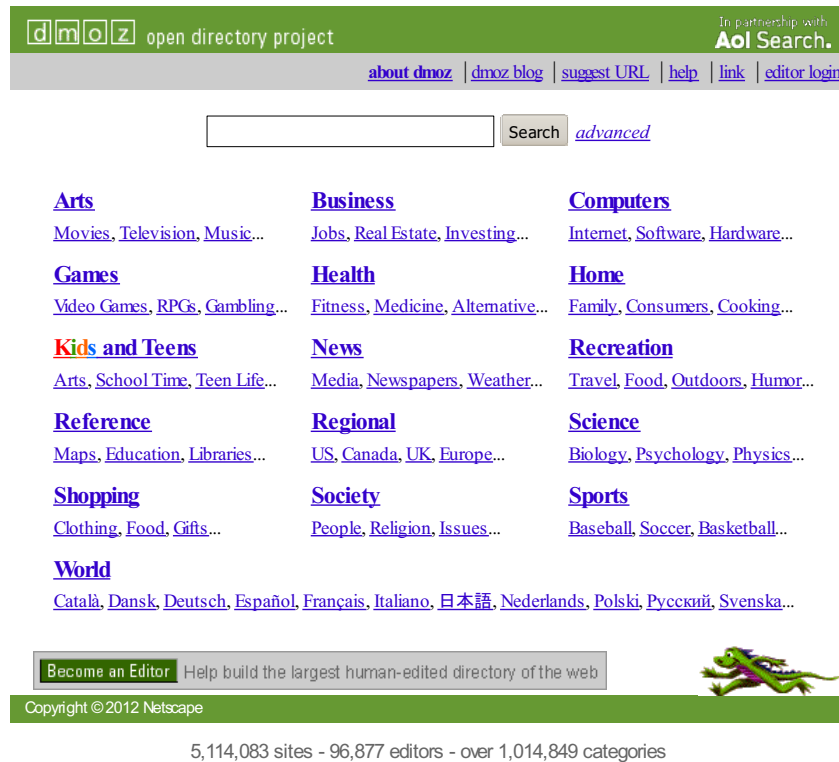 dmoz open directory project
In partnership with
Aol Search.
about dmoz | dmoz blog | suggest URL | help | link | editor login
Search advanced
Arts Business Computers
Movies, Television, Music... Jobs, Real Estate, Investing... Internet, Software, Hardware...
Games Health Home
Video Games, RPGs, Gambling... Fitness, Medicine, Alternative... Family, Consumers, Cooking...
Kids and Teens News Recreation
Arts, School Time, Teen Life... Media, Newspapers, Weather... Travel, Food, Outdoors, Humor...
Reference Regional Science
Maps, Education, Libraries... US, Canada, UK, Europe... Biology, Psychology, Physics...
Shopping Society Sports
Clothing, Food, Gifts... People, Religion, Issues... Baseball, Soccer, Basketball...
World
Català, Dansk, Deutsch, Español, Français, Italiano, 日本語, Nederlands, Polski, Русский, Svenska...
Become an Editor Help build the largest human-edited directory of the web
Copyright © 2012 Netscape
5,114,083 sites - 96,877 editors - over 1,014,849 categories